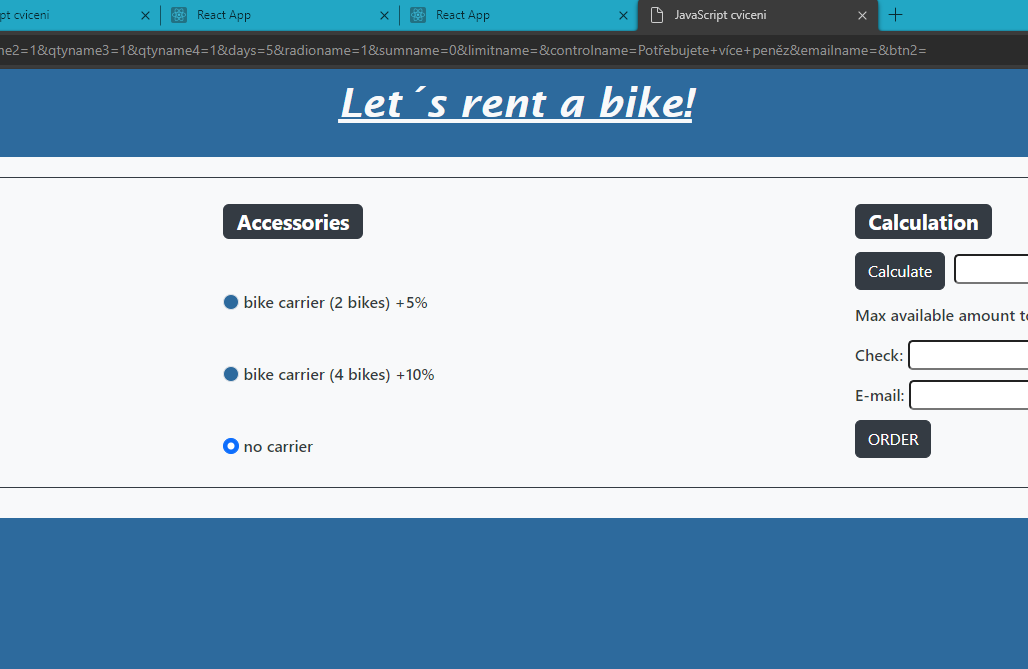 pt cviceni
React App
React App
JavaScript cviceni
me2=1&qtyname3=1&qtyname4=1&days=5&radioname=1&sumname=0&limitname=&controlname=Potřebujete+více+peněz&emailname=&btn2=
Let´s rent a bike!
Accessories
bike carrier (2 bikes) +5%
bike carrier (4 bikes) +10%
no carrier
Calculation
Calculate
Max available amount to
Check:
E-mail:
ORDER